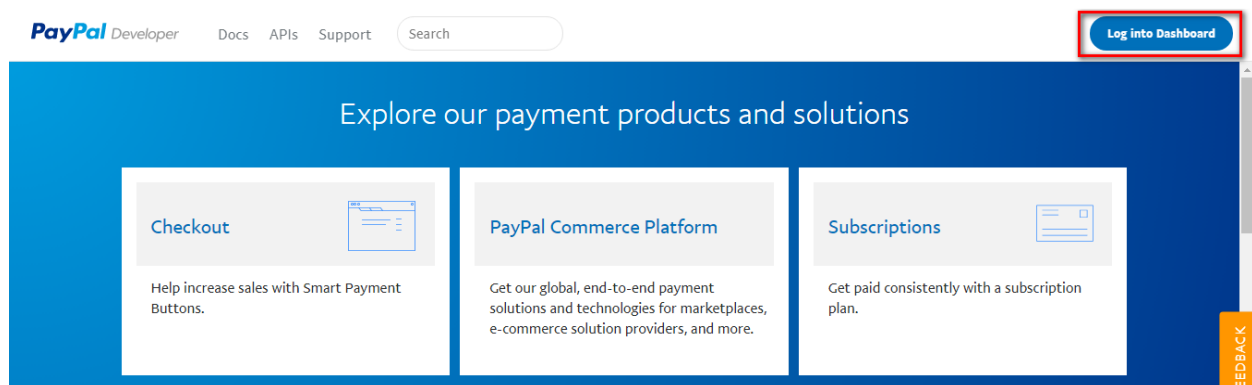 PayPal Developer Docs APIs Support Search Log into Dashboard
Explore our payment products and solutions
Checkout
Help increase sales with Smart Payment
Buttons.
PayPal Commerce Platform
Get our global, end-to-end payment
solutions and technologies for marketplaces,
e-commerce solution providers, and more.
Subscriptions
Get paid consistently with a subscription
plan.